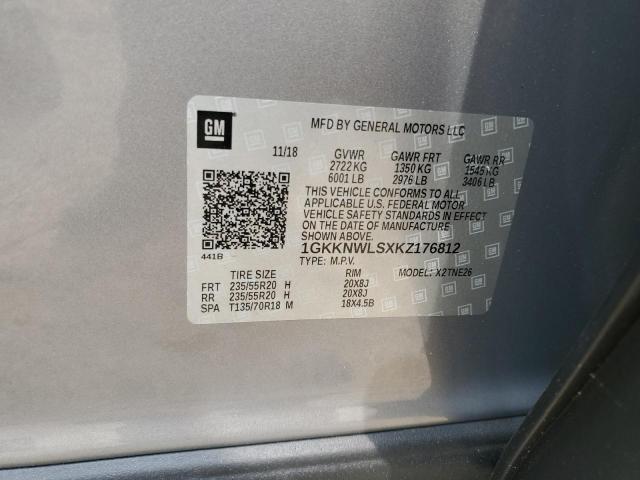 GM
MFD BY GENERAL MOTORS LLC
11/18 GVWR GAWR FRT GAWR RR
2722 KG 1350 KG 1545 KG
6001 LB 2976 LB 3406 LB
THIS VEHICLE CONFORMS TO ALL
APPLICABLE U.S. FEDERAL MOTOR
VEHICLE SAFETY STANDARDS IN EFFECT
ON THE DATE OF MANUFACTURE
SHOWN ABOVE.
1GKKNWLSXKZ176812
441B TYPE: M.P.V. MODEL: X2TNE26
TIRE SIZE RIM
FRT 235/55R20 H 20X8J
RR 235/55R20 H 20X8J
SPA T135/70R18 M 18X4.5B